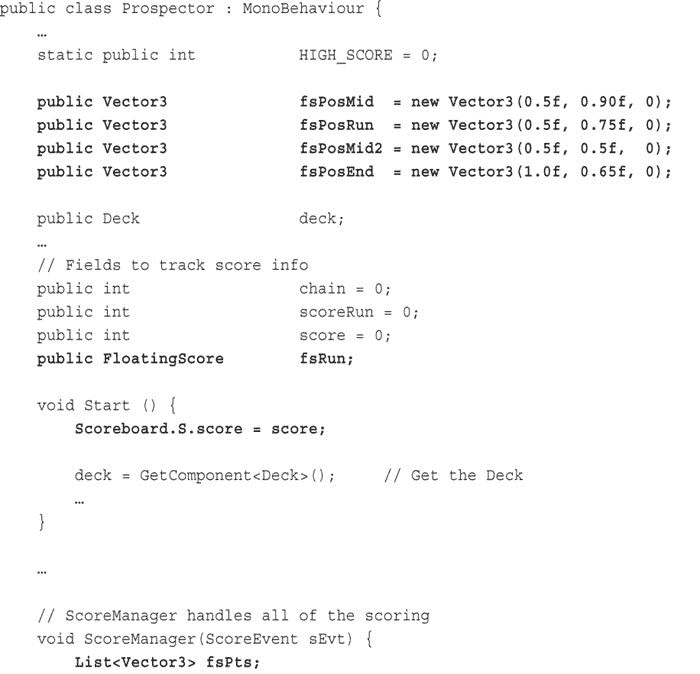 public class Prospector : MonoBehaviour {
…
static public int HIGH_SCORE = 0;
public Vector3 fsPosMid = new Vector3(0.5f, 0.90f, 0);
public Vector3 fsPosRun = new Vector3(0.5f, 0.75f, 0);
public Vector3 fsPosMid2 = new Vector3(0.5f, 0.5f, 0);
public Vector3 fsPosEnd = new Vector3(1.0f, 0.65f, 0);
public Deck deck;
…
// Fields to track score info
public int chain = 0;
public int scoreRun = 0;
public int score = 0;
public FloatingScore fsRun;
void Start () {
Scoreboard.S.score = score;
deck = GetComponent<Deck>(); // Get the Deck
…
}
…
// ScoreManager handles all of the scoring
void ScoreManager(ScoreEvent sEvt) {
List<Vector3> fsPts;